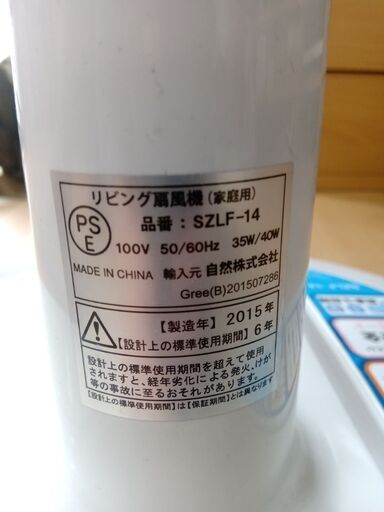 リビング扇風機(家庭用)
PS
E
品番：SZLF-14
100V 50/60Hz 35W/40W
MADE IN CHINA 輸入元 自然株式会社
Gree(B)201507286
【製造年】2015年
【設計上の標準使用期間】6年
設計上の標準使用期間を超えて使用
されますと、経年劣化による発火、けが
等の事故に至るおそれがあります。
【設計上の標準使用期間】は【保証期間】とは異なります